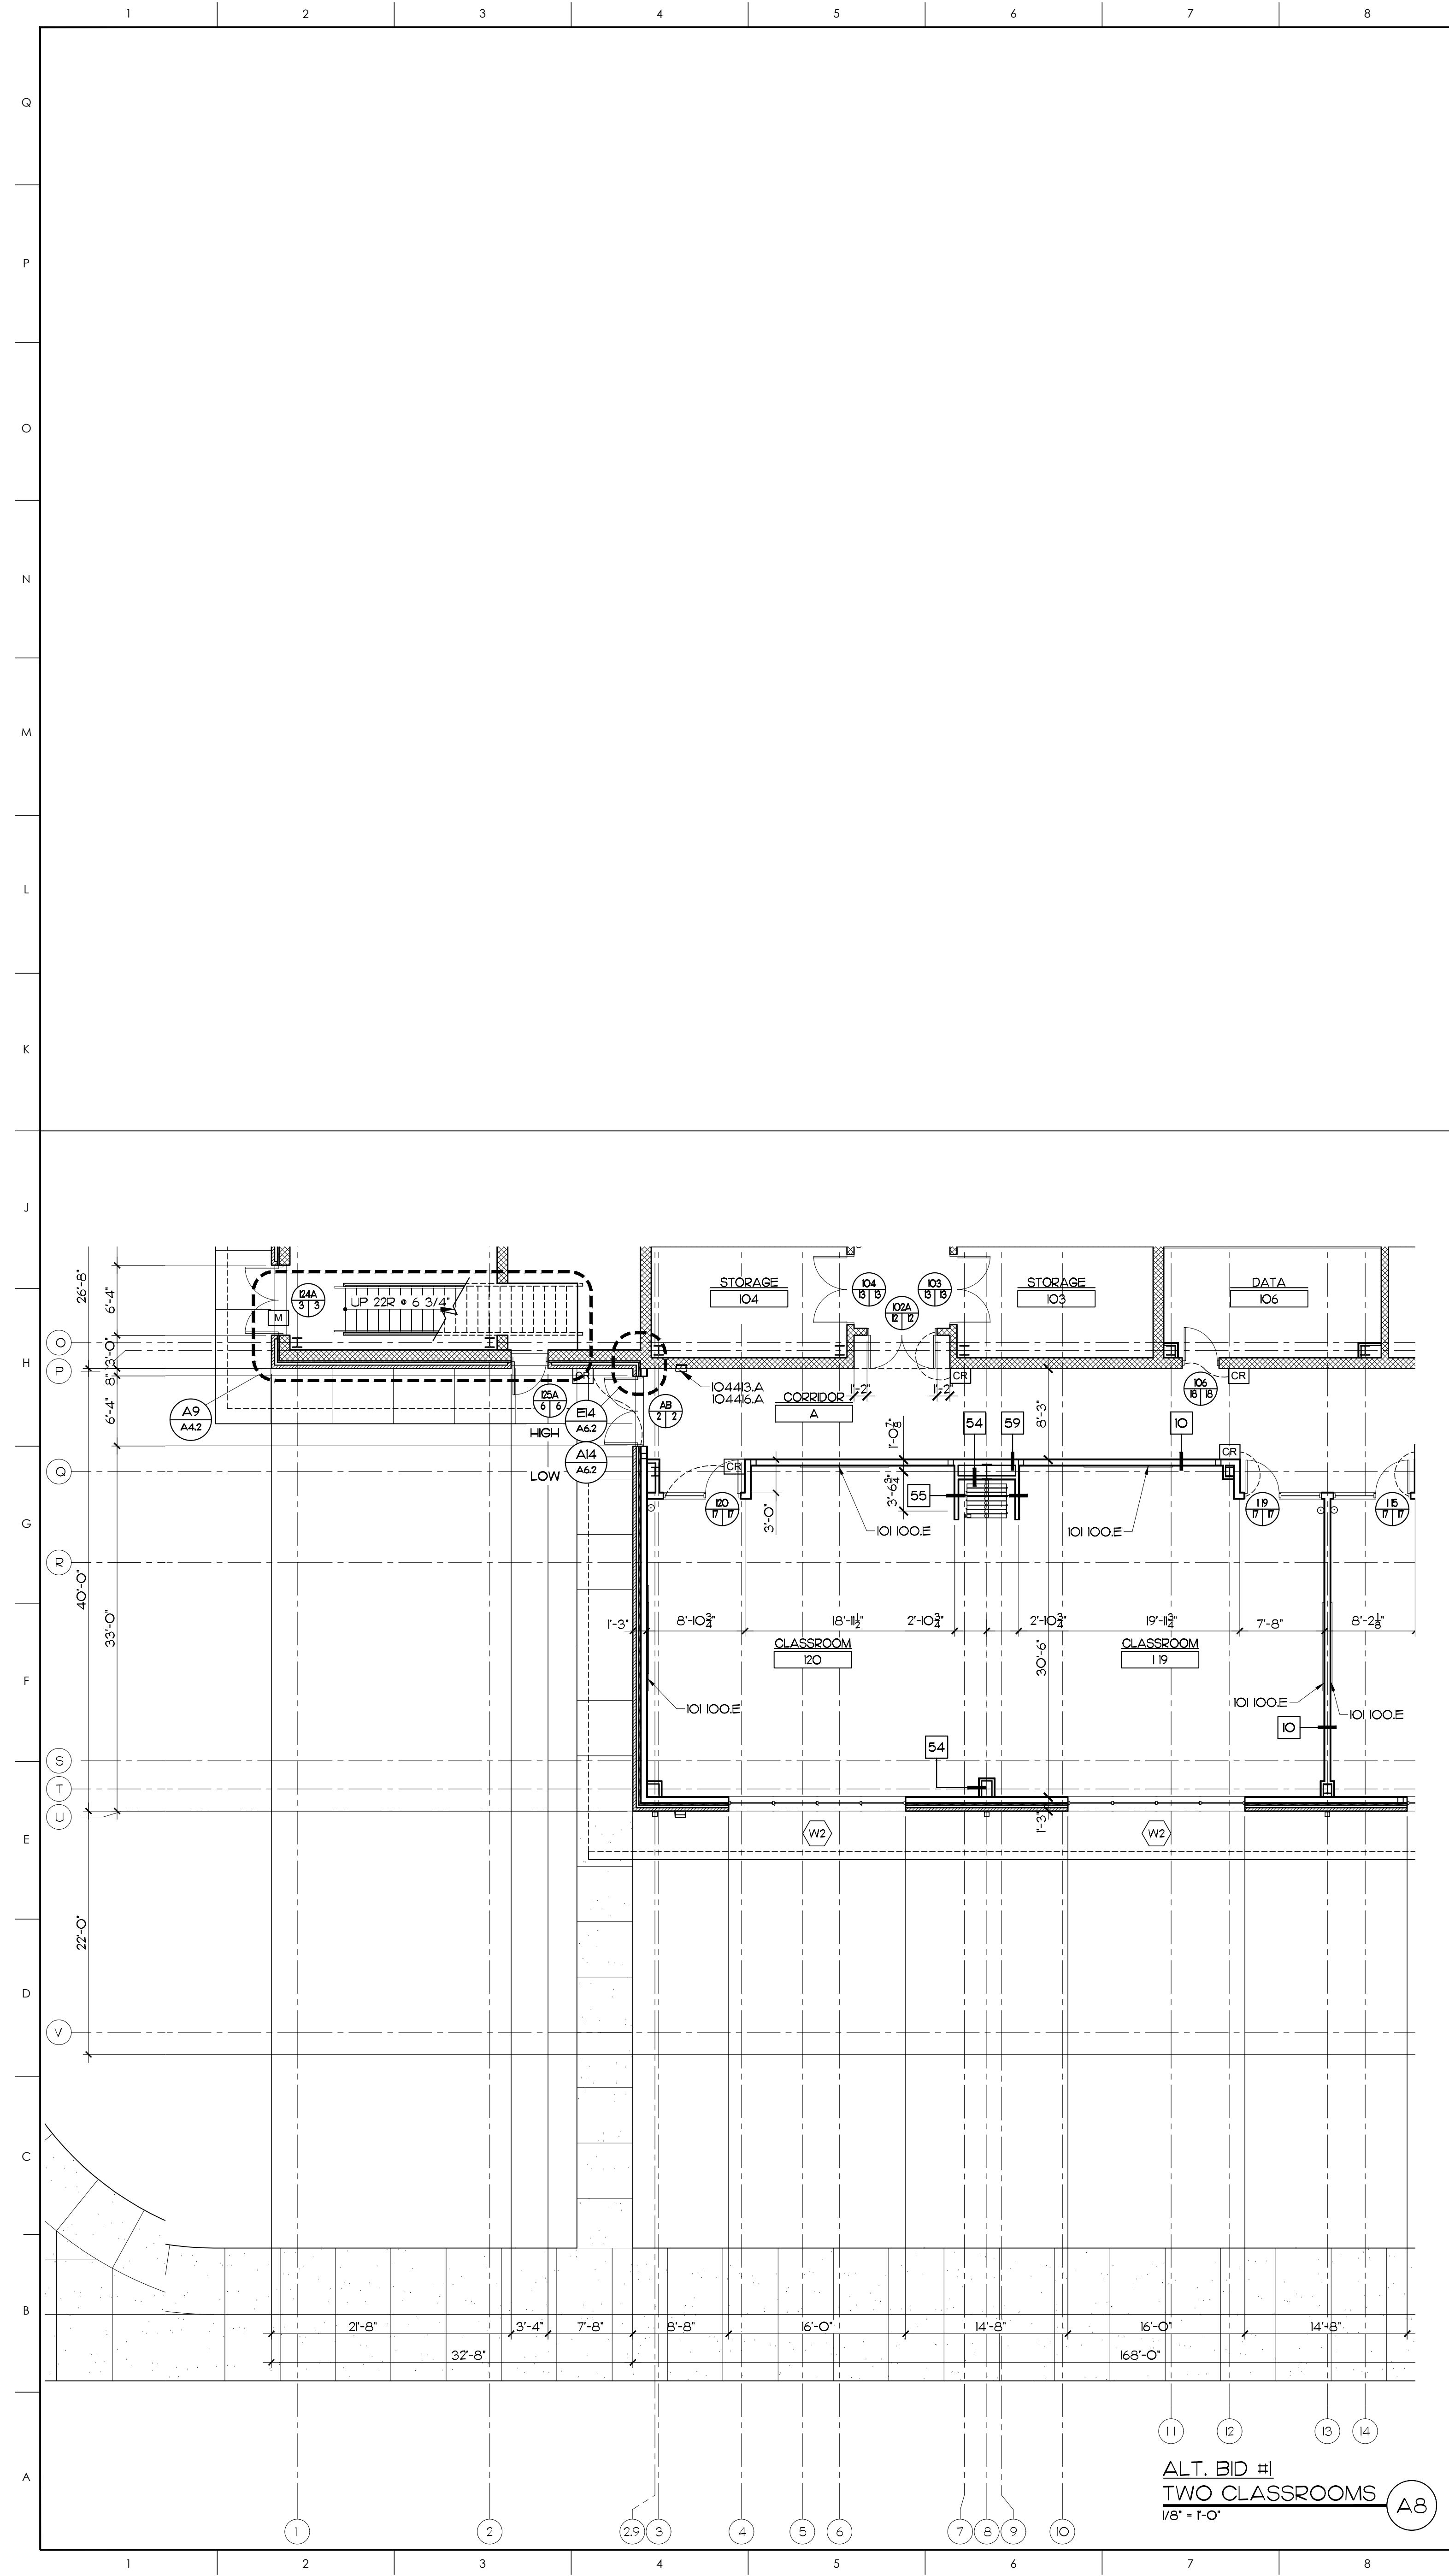 1 2 3 4 5 6 7 8
Q
P
O
N
M
L
K
J
H
G
F
E
D
C
B
A
26'-8"
6'-4"
3'-0"
8"
6'-4"
40'-0"
33'-0"
22'-0"
O
P
Q
R
S
T
U
V
124A
3 3
M
UP 22R @ 6 3/4"
STORAGE
104
104
13 13
103
13 13
102A
12 12
STORAGE
103
DATA
106
A9
A4.2
CR
125A
6 6
E14
A6.2
HIGH
A14
A6.2
LOW
AB
2 2
104413.A
104416.A
CORRIDOR
A
1'-2"
1'-2"
CR
106
18 18
CR
1'-0 7/8"
54
59
8'-3"
10
CR
CR
120
17 17
3'-0"
3'-6 3/4"
55
119
17 17
115
17 17
101 100.E
101 100.E
1'-3"
8'-10 3/4"
18'-11 1/2"
2'-10 3/4"
2'-10 3/4"
19'-11 3/4"
7'-8"
8'-2 1/8"
CLASSROOM
120
30'-6"
CLASSROOM
119
101 100.E
101 100.E
101 100.E
10
54
W2
1'-3"
W2
21'-8"
3'-4"
7'-8"
8'-8"
16'-0"
14'-8"
16'-0"
14'-8"
32'-8"
168'-0"
11 12 13 14
1 2 2.9 3 4 5 6 7 8 9 10
ALT. BID #1
TWO CLASSROOMS
A8
1/8" = 1'-0"
1 2 3 4 5 6 7 8